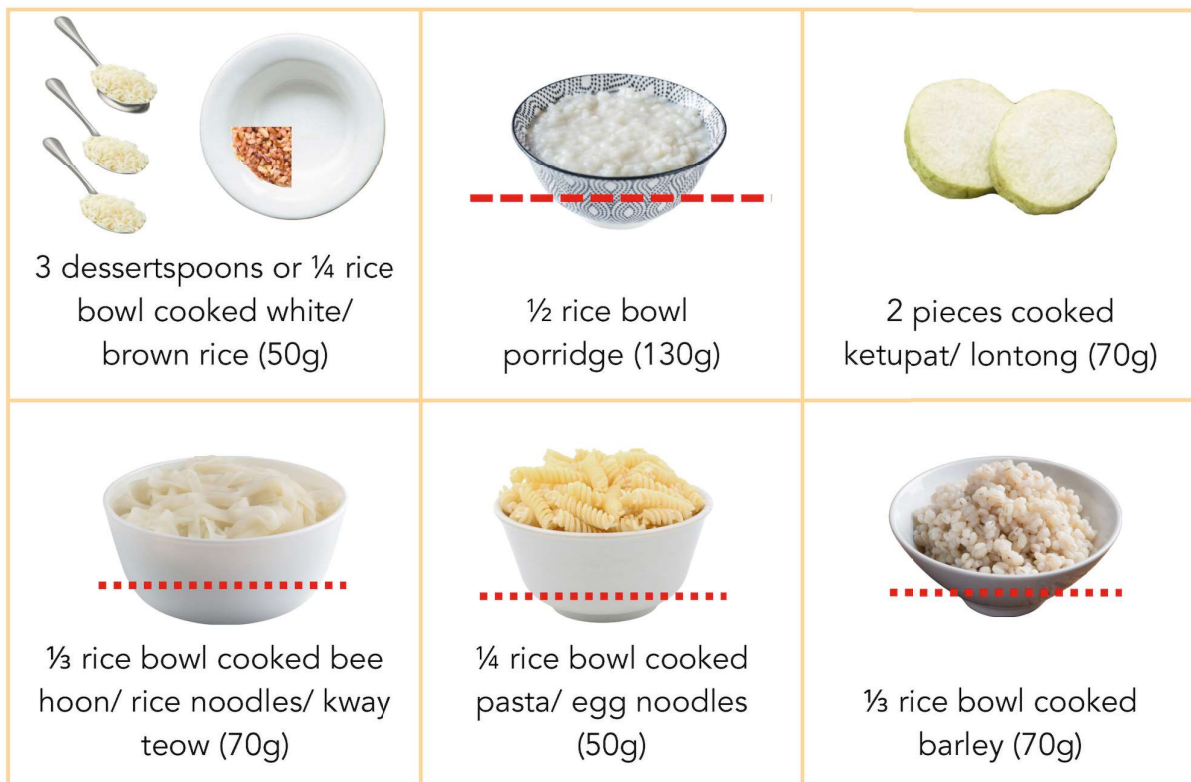 3 dessertspoons or ¼ rice
bowl cooked white/
brown rice (50g)
½ rice bowl
porridge (130g)
2 pieces cooked
ketupat/ lontong (70g)
⅓ rice bowl cooked bee
hoon/ rice noodles/ kway
teow (70g)
¼ rice bowl cooked
pasta/ egg noodles
(50g)
⅓ rice bowl cooked
barley (70g)